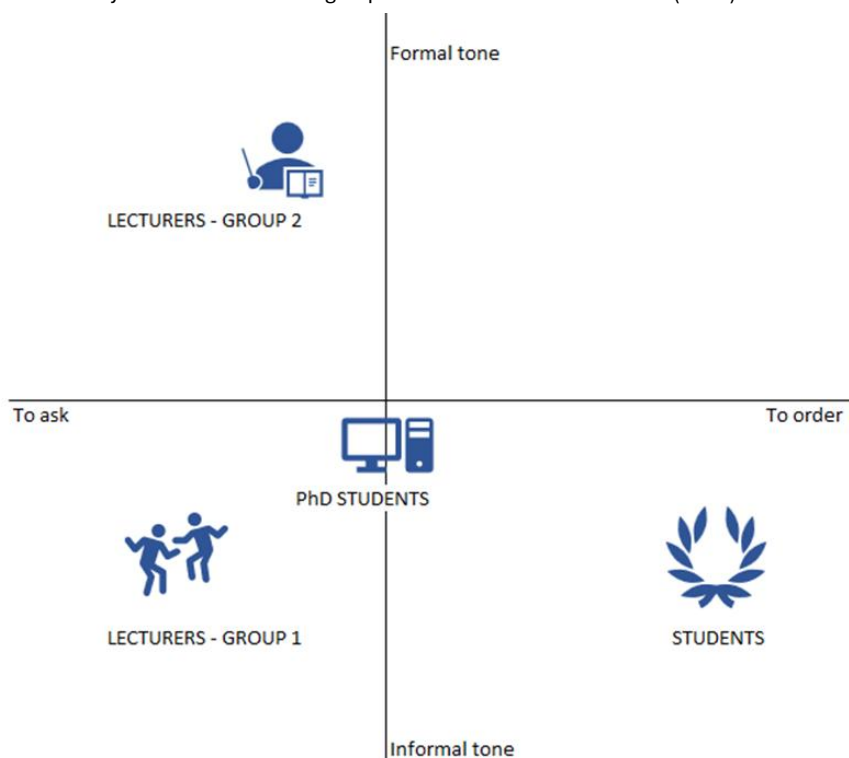 Formal tone
LECTURERS - GROUP 2
To ask
To order
PhD STUDENTS
LECTURERS - GROUP 1
STUDENTS
Informal tone